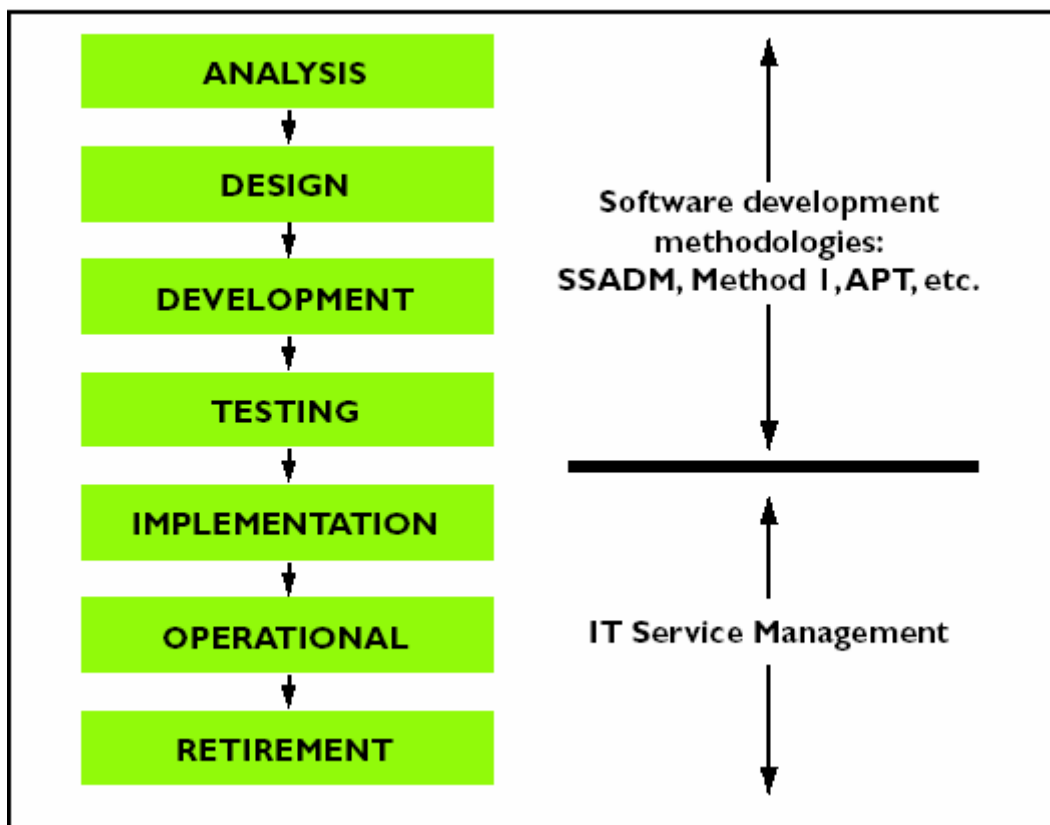 ANALYSIS
DESIGN
DEVELOPMENT
TESTING
IMPLEMENTATION
OPERATIONAL
RETIREMENT
Software development
methodologies:
SSADM, Method 1, APT, etc.
IT Service Management